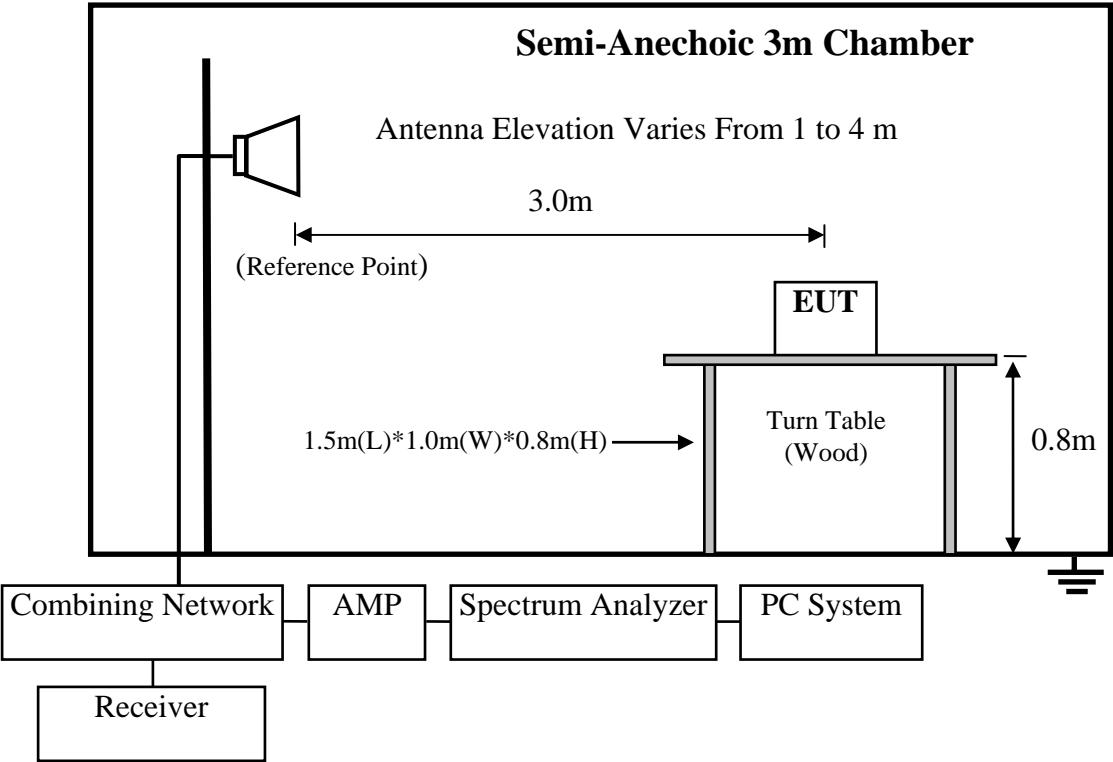 Semi-Anechoic 3m Chamber
Antenna Elevation Varies From 1 to 4 m
3.0m
(Reference Point)
EUT
1.5m(L)*1.0m(W)*0.8m(H)
Turn Table
(Wood)
0.8m
Combining Network
AMP
Spectrum Analyzer
PC System
Receiver